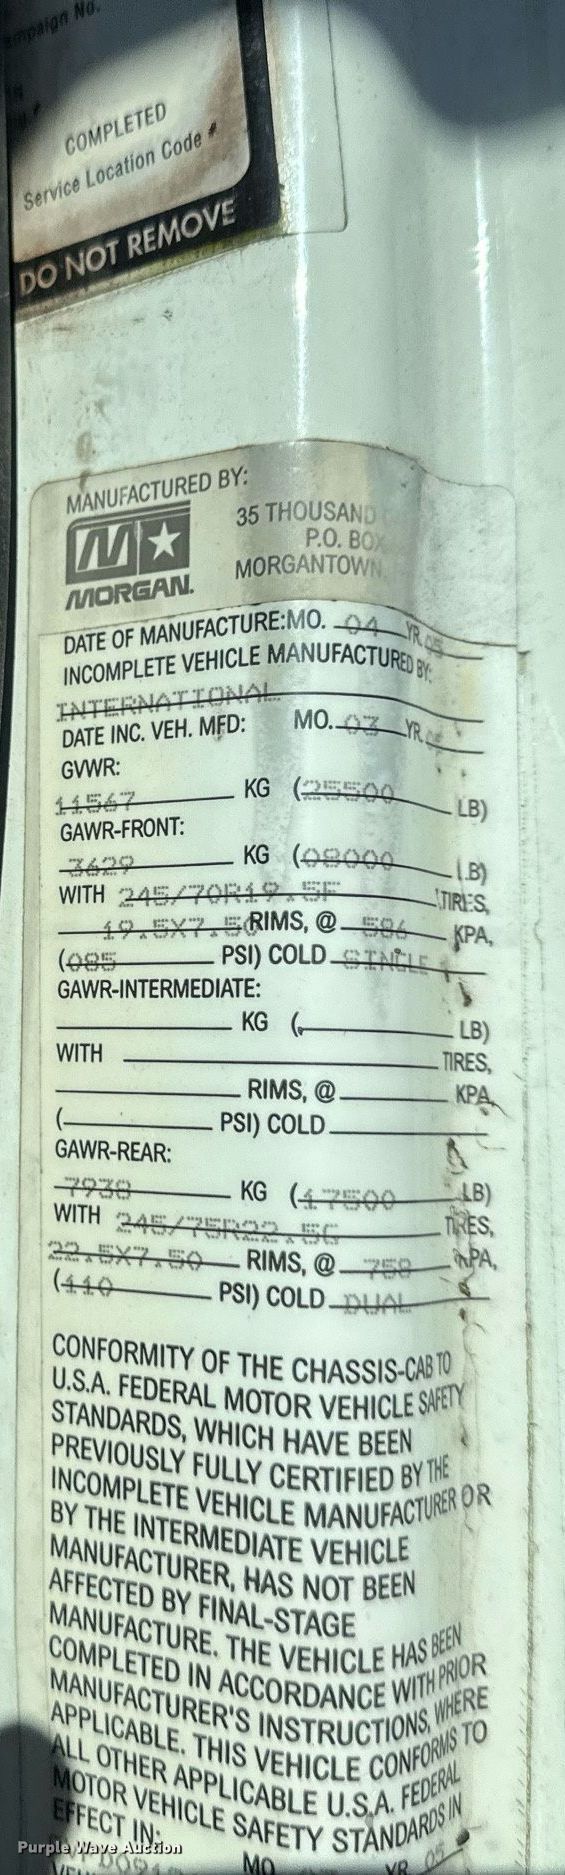 mpaign No.
COMPLETED
Service Location Code #
DO NOT REMOVE
MANUFACTURED BY:
MORGAN.
35 THOUSAND
P.O. BOX
MORGANTOWN,
DATE OF MANUFACTURE:MO. 04 YR. 05
INCOMPLETE VEHICLE MANUFACTURED BY:
INTERNATIONAL
DATE INC. VEH. MFD: MO. 03 YR.
GVWR:
11567 KG (25500 LB)
GAWR-FRONT:
3629 KG (08000 LB)
WITH 245/70R19.5F TIRES,
19.5X7.50 RIMS, @ 586 KPA,
(085 PSI) COLD SINGLE
GAWR-INTERMEDIATE:
KG ( LB)
WITH TIRES,
RIMS, @ KPA,
( PSI) COLD
GAWR-REAR:
7938 KG (17500 LB)
WITH 245/75R22.5G TIRES,
22.5X7.50 RIMS, @ 758 KPA,
(110 PSI) COLD DUAL
CONFORMITY OF THE CHASSIS-CAB TO
U.S.A. FEDERAL MOTOR VEHICLE SAFETY
STANDARDS, WHICH HAVE BEEN
PREVIOUSLY FULLY CERTIFIED BY THE
INCOMPLETE VEHICLE MANUFACTURER OR
BY THE INTERMEDIATE VEHICLE
MANUFACTURER, HAS NOT BEEN
AFFECTED BY FINAL-STAGE
MANUFACTURE. THE VEHICLE HAS BEEN
COMPLETED IN ACCORDANCE WITH PRIOR
MANUFACTURER'S INSTRUCTIONS, WHERE
APPLICABLE. THIS VEHICLE CONFORMS TO
ALL OTHER APPLICABLE U.S.A. FEDERAL
MOTOR VEHICLE SAFETY STANDARDS IN
EFFECT IN:
MO. YR. 05
Purple Wave Auction